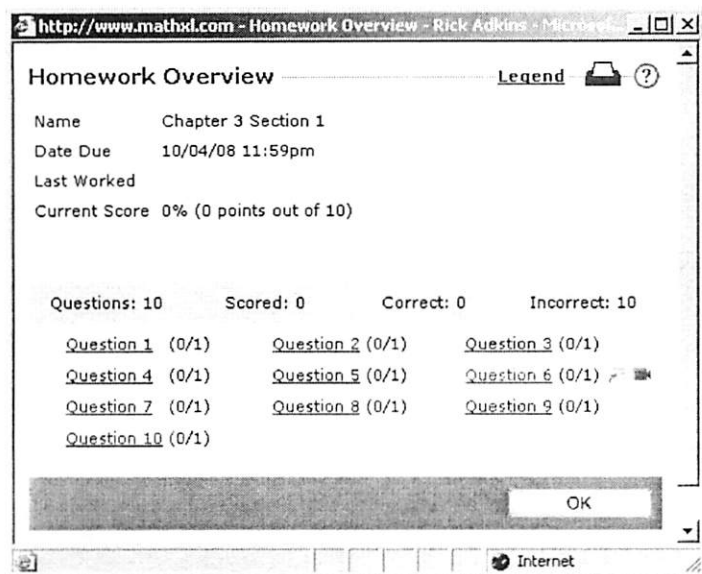 http://www.mathxl.com - Homework Overview - Rick Adkins - Microsof...
Homework Overview Legend ?
Name Chapter 3 Section 1
Date Due 10/04/08 11:59pm
Last Worked
Current Score 0% (0 points out of 10)
Questions: 10 Scored: 0 Correct: 0 Incorrect: 10
Question 1 (0/1) Question 2 (0/1) Question 3 (0/1)
Question 4 (0/1) Question 5 (0/1) Question 6 (0/1)
Question 7 (0/1) Question 8 (0/1) Question 9 (0/1)
Question 10 (0/1)
OK
Internet